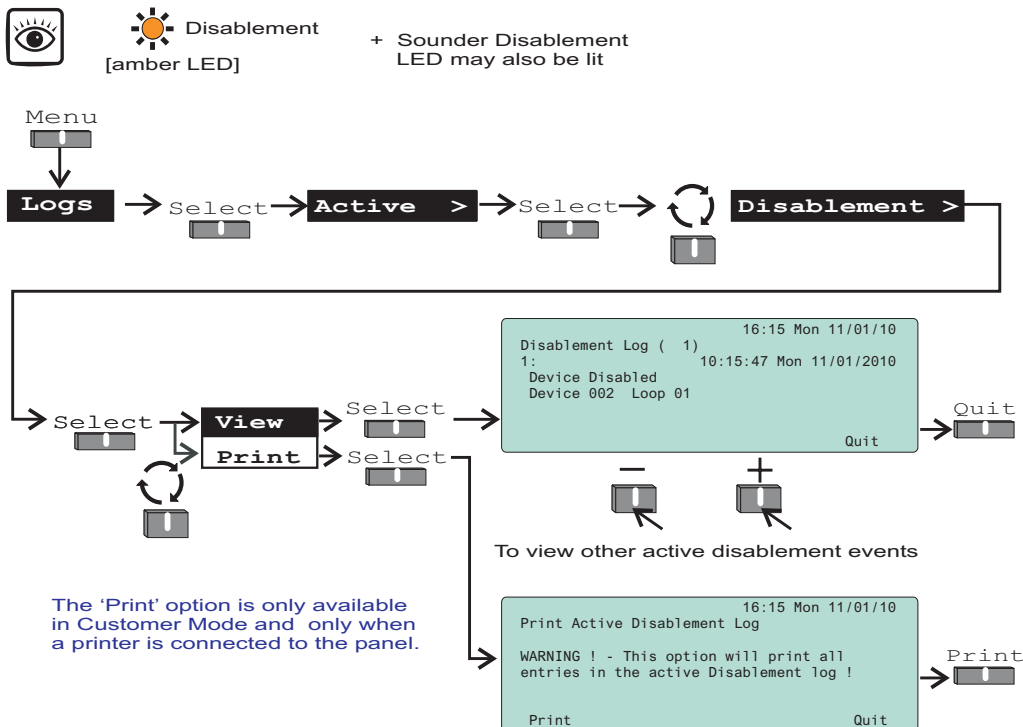 Disablement
[amber LED]
+ Sounder Disablement
LED may also be lit
Menu
Logs
Select
Active >
Select
Disablement >
Select
View
Print
Select
Select
16:15 Mon 11/01/10
Disablement Log ( 1)
1: 10:15:47 Mon 11/01/2010
Device Disabled
Device 002 Loop 01
Quit
Quit
− +
To view other active disablement events
The ‘Print’ option is only available
in Customer Mode and only when
a printer is connected to the panel.
16:15 Mon 11/01/10
Print Active Disablement Log
WARNING ! - This option will print all
entries in the active Disablement log !
Print Quit
Print